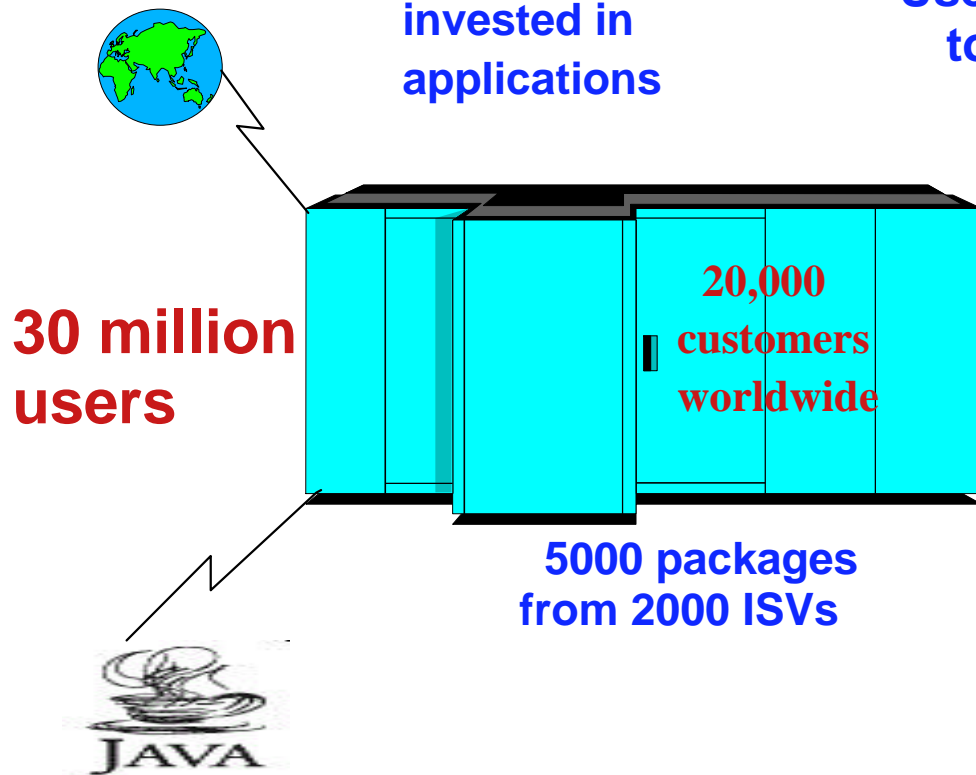 invested in
applications
30 million
users
20,000
customers
worldwide
5000 packages
from 2000 ISVs
JAVA